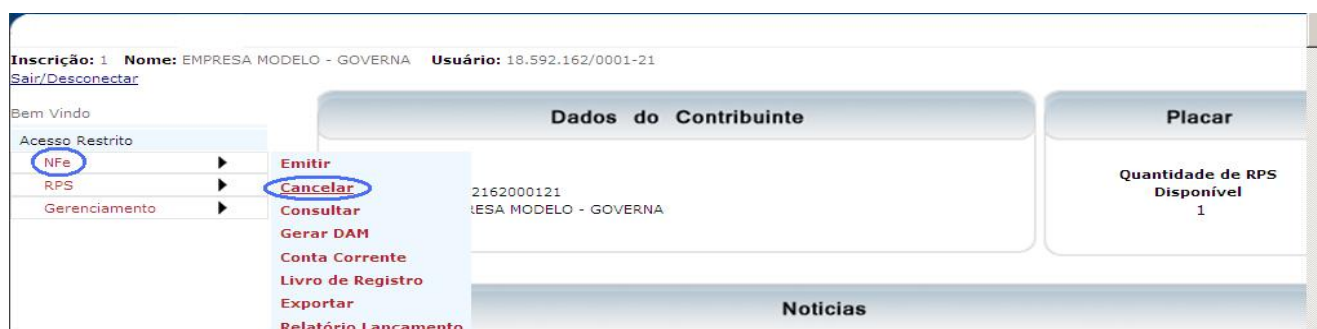 Inscrição: 1 Nome: EMPRESA MODELO - GOVERNA Usuário: 18.592.162/0001-21
Sair/Desconectar
Bem Vindo
Acesso Restrito
NFe
RPS
Gerenciamento
Emitir
Cancelar
Consultar
Gerar DAM
Conta Corrente
Livro de Registro
Exportar
Relatório Lançamento
Dados do Contribuinte
2162000121
ESA MODELO - GOVERNA
Placar
Quantidade de RPS
Disponível
1
Noticias